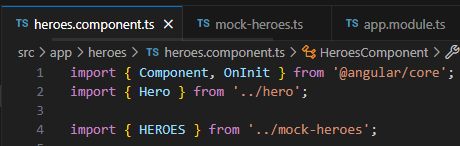 TS heroes.component.ts X TS mock-heroes.ts TS app.module.ts
src > app > heroes > TS heroes.component.ts > HeroesComponent >
1 import { Component, OnInit } from '@angular/core';
2 import { Hero } from '../hero';
3
4 import { HEROES } from '../mock-heroes';